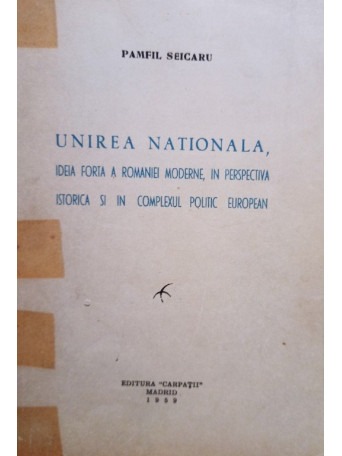 PAMFIL SEICARU
UNIREA NATIONALA,
IDEIA FORTA A ROMANIEI MODERNE, IN PERSPECTIVA
ISTORICA SI IN COMPLEXUL POLITIC EUROPEAN
EDITURA "CARPAȚII"
MADRID
1959